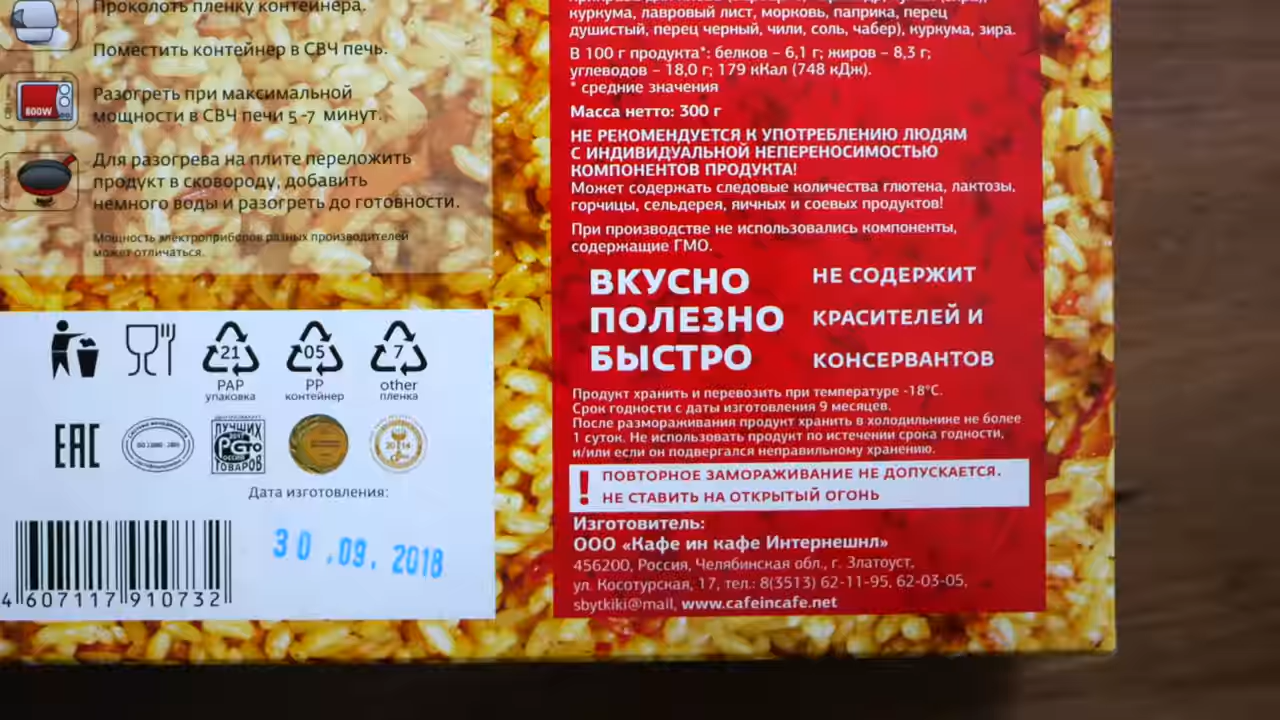 Проколоть пленку контейнера.
Поместить контейнер в СВЧ печь.
800W
Разогреть при максимальной
мощности в СВЧ печи 5-7 минут.
Для разогрева на плите переложить
продукт в сковороду, добавить
немного воды и разогреть до готовности.
Мощность электроприборов разных производителей
может отличаться.
21
05
7
PAP
упаковка
PP
контейнер
other
пленка
EAC
ЛУЧШИХ
ТОВАРОВ
Дата изготовления:
30.09.2018
4 607117 910732
куркума, лавровый лист, морковь, паприка, перец
душистый, перец черный, чили, соль, чабер), куркума, зира.
В 100 г продукта*: белков – 6,1 г; жиров – 8,3 г;
углеводов – 18,0 г; 179 кКал (748 кДж).
* средние значения
Масса нетто: 300 г
НЕ РЕКОМЕНДУЕТСЯ К УПОТРЕБЛЕНИЮ ЛЮДЯМ
С ИНДИВИДУАЛЬНОЙ НЕПЕРЕНОСИМОСТЬЮ
КОМПОНЕНТОВ ПРОДУКТА!
Может содержать следовые количества глютена, лактозы,
горчицы, сельдерея, яичных и соевых продуктов!
При производстве не использовались компоненты,
содержащие ГМО.
ВКУСНО
ПОЛЕЗНО
БЫСТРО
НЕ СОДЕРЖИТ
КРАСИТЕЛЕЙ И
КОНСЕРВАНТОВ
Продукт хранить и перевозить при температуре -18°C.
Срок годности с даты изготовления 9 месяцев.
После размораживания продукт хранить в холодильнике не более
1 суток. Не использовать продукт по истечении срока годности,
и/или если он подвергался неправильному хранению.
! ПОВТОРНОЕ ЗАМОРАЖИВАНИЕ НЕ ДОПУСКАЕТСЯ.
НЕ СТАВИТЬ НА ОТКРЫТЫЙ ОГОНЬ
Изготовитель:
ООО «Кафе ин кафе Интернешнл»
456200, Россия, Челябинская обл., г. Златоуст,
ул. Косотурская, 17, тел.: 8(3513) 62-11-95, 62-03-05,
sbytkiki@mail, www.cafeincafe.net